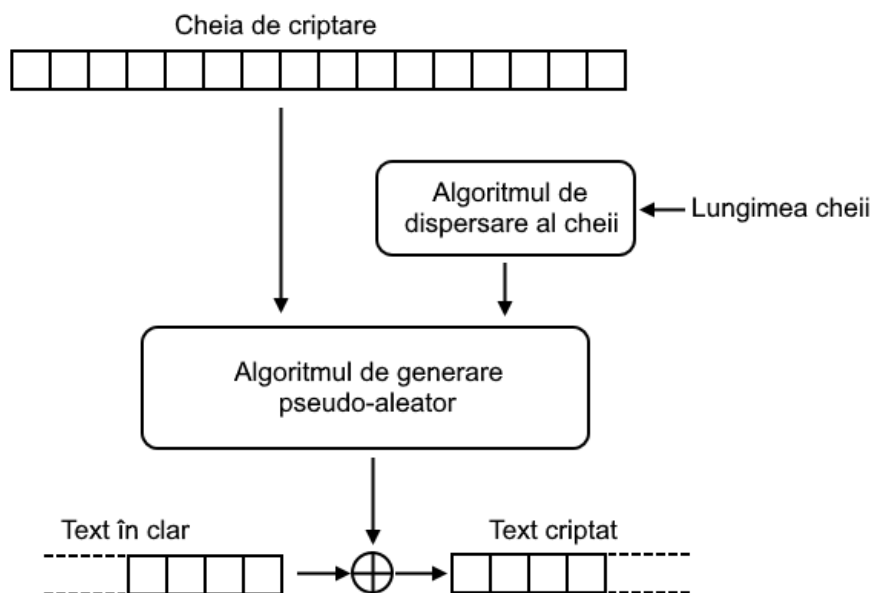 Cheia de criptare
Algoritmul de
dispersare al cheii
Lungimea cheii
Algoritmul de generare
pseudo-aleator
Text în clar
Text criptat